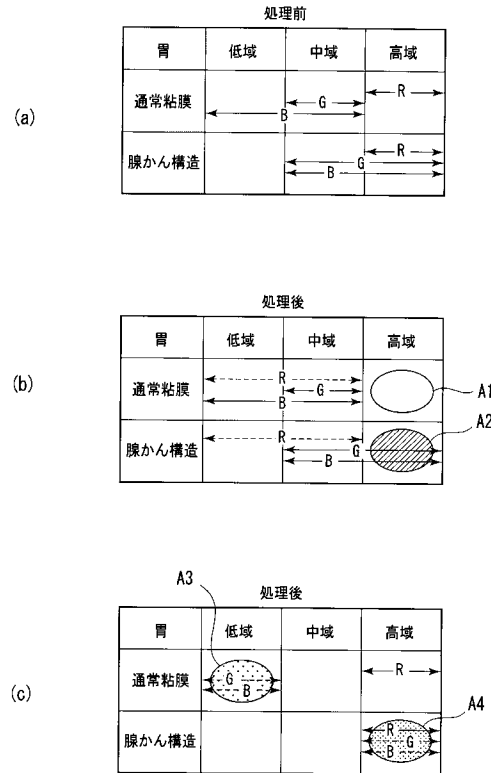 処理前
胃 低域 中域 高域
(a)
通常粘膜 R G B
腺かん構造 R G B
処理後
胃 低域 中域 高域
(b)
通常粘膜 R G B A1
A2
腺かん構造 R G B
A3
処理後
胃 低域 中域 高域
(c)
通常粘膜 G B R
A4
腺かん構造 R G B